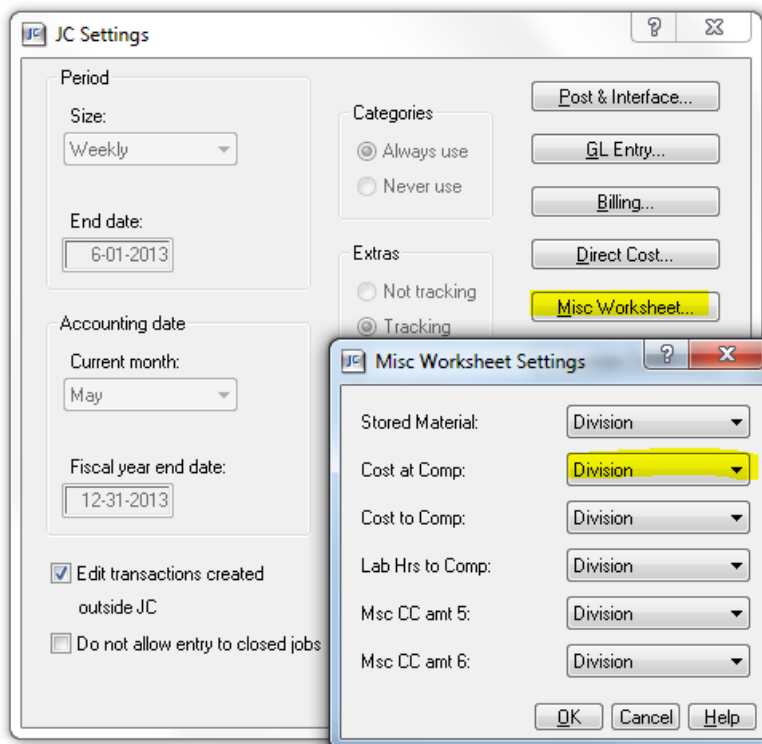 JC JC Settings
Period
Size:
Weekly
End date:
6-01-2013
Categories
Always use
Never use
Extras
Not tracking
Tracking
Post & Interface...
GL Entry...
Billing...
Direct Cost...
Misc Worksheet...
Accounting date
Current month:
May
Fiscal year end date:
12-31-2013
Edit transactions created
outside JC
Do not allow entry to closed jobs
JC Misc Worksheet Settings
Stored Material: Division
Cost at Comp: Division
Cost to Comp: Division
Lab Hrs to Comp: Division
Msc CC amt 5: Division
Msc CC amt 6: Division
OK Cancel Help